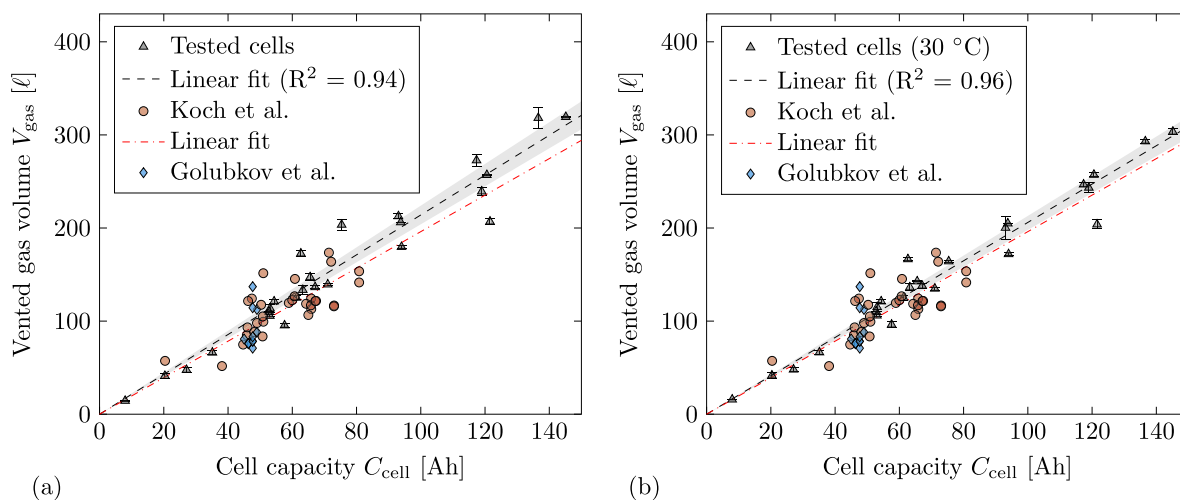 400
300
200
100
0
Vented gas volume V_gas [ℓ]
Tested cells
Linear fit (R² = 0.94)
Koch et al.
Linear fit
Golubkov et al.
0 20 40 60 80 100 120 140
Cell capacity C_cell [Ah]
(a)
400
300
200
100
0
Vented gas volume V_gas [ℓ]
Tested cells (30 °C)
Linear fit (R² = 0.96)
Koch et al.
Linear fit
Golubkov et al.
0 20 40 60 80 100 120 140
Cell capacity C_cell [Ah]
(b)